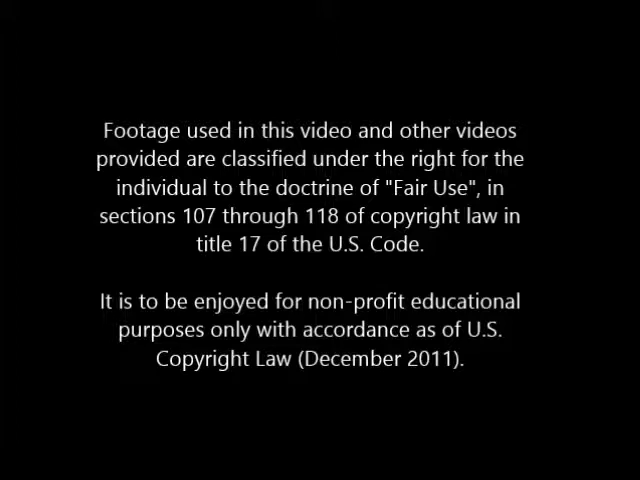 Footage used in this video and other videos
provided are classified under the right for the
individual to the doctrine of "Fair Use", in
sections 107 through 118 of copyright law in
title 17 of the U.S. Code.
It is to be enjoyed for non-profit educational
purposes only with accordance as of U.S.
Copyright Law (December 2011).